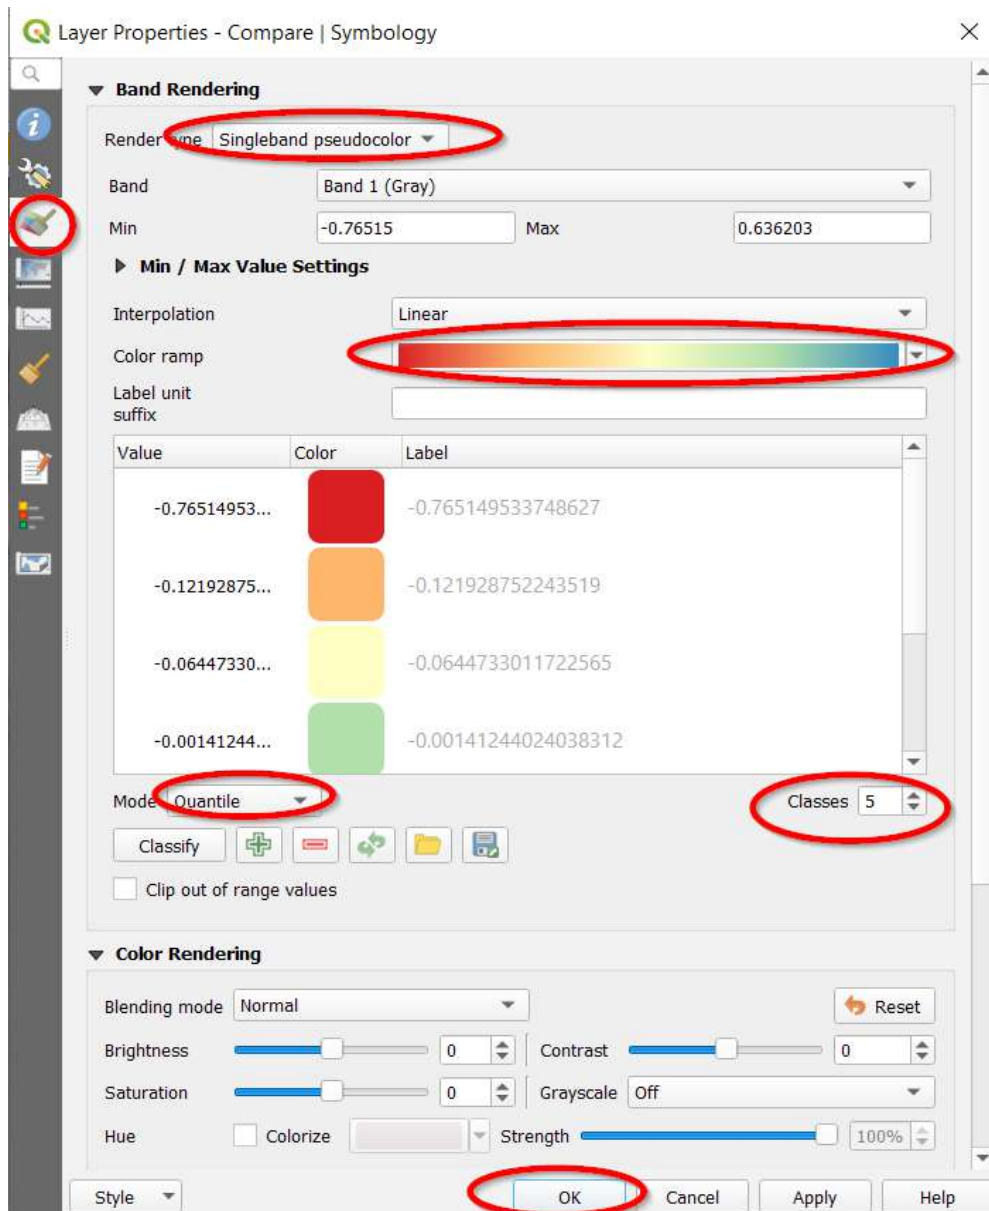 Layer Properties - Compare | Symbology
Band Rendering
Render type Singleband pseudocolor
Band Band 1 (Gray)
Min -0.76515 Max 0.636203
Min / Max Value Settings
Interpolation Linear
Color ramp
Label unit
suffix
Value Color Label
-0.76514953... -0.765149533748627
-0.12192875... -0.121928752243519
-0.06447330... -0.0644733011722565
-0.00141244... -0.00141244024038312
Mode Quantile Classes 5
Classify
Clip out of range values
Color Rendering
Blending mode Normal Reset
Brightness 0 Contrast 0
Saturation 0 Grayscale Off
Hue Colorize Strength 100%
Style OK Cancel Apply Help